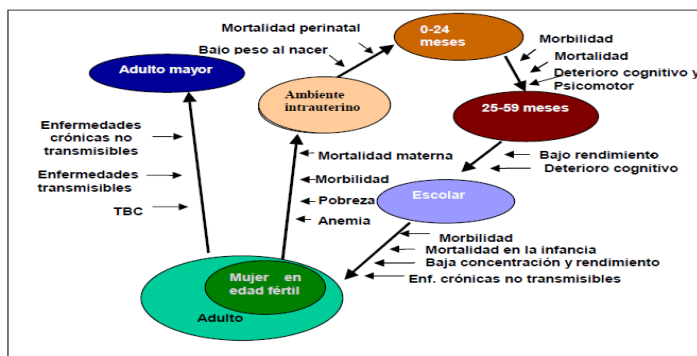 Mortalidad perinatal
Bajo peso al nacer
0-24
meses
Morbilidad
Mortalidad
Deterioro cognitivo y
Psicomotor
Adulto mayor
Ambiente
intrauterino
25-59 meses
Enfermedades
crónicas no
transmisibles
Enfermedades
transmisibles
TBC
Mortalidad materna
Morbilidad
Pobreza
Anemia
Bajo rendimiento
Deterioro cognitivo
Escolar
Morbilidad
Mortalidad en la infancia
Baja concentración y rendimiento
Enf. crónicas no transmisibles
Mujer en
edad fértil
Adulto